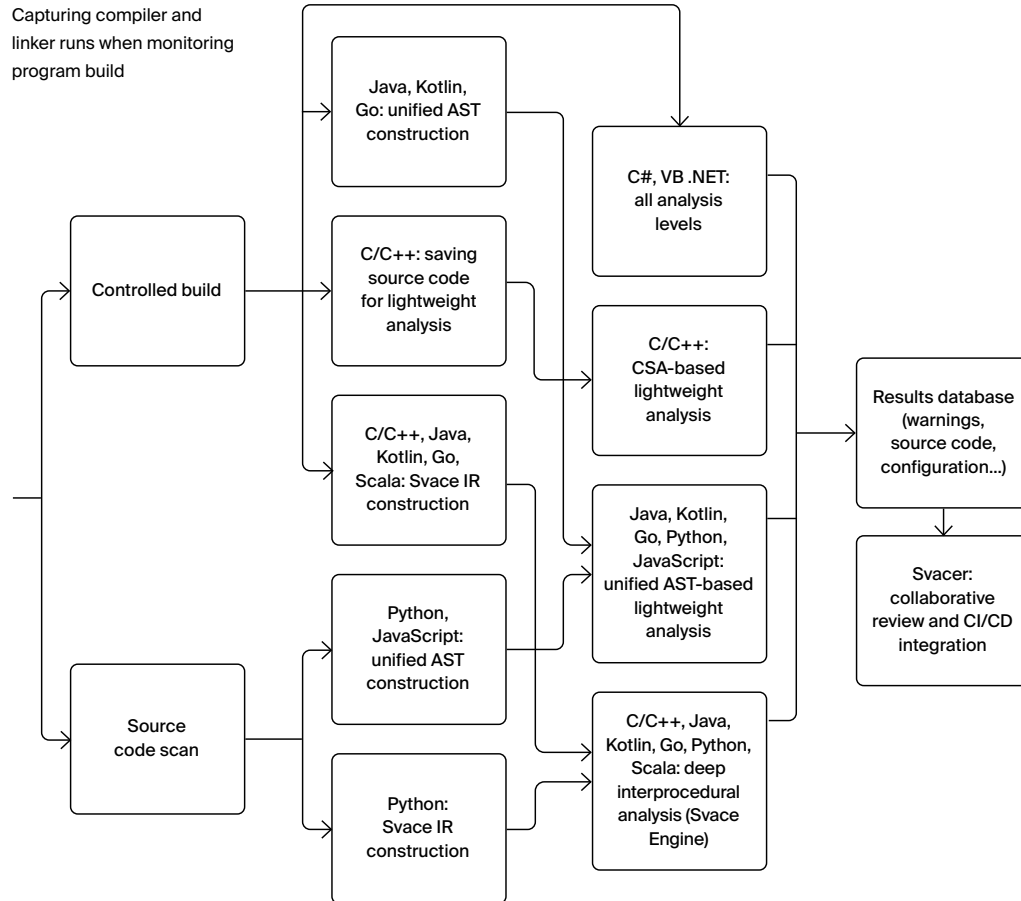 Capturing compiler and
linker runs when monitoring
program build
Controlled build
Source
code scan
Java, Kotlin,
Go: unified AST
construction
C/C++: saving
source code
for lightweight
analysis
C/C++, Java,
Kotlin, Go,
Scala: Svace IR
construction
Python,
JavaScript:
unified AST
construction
Python:
Svace IR
construction
C#, VB .NET:
all analysis
levels
C/C++:
CSA-based
lightweight
analysis
Java, Kotlin,
Go, Python,
JavaScript:
unified AST-based
lightweight
analysis
C/C++, Java,
Kotlin, Go, Python,
Scala: deep
interprocedural
analysis (Svace
Engine)
Results database
(warnings,
source code,
configuration...)
Svacer:
collaborative
review and CI/CD
integration